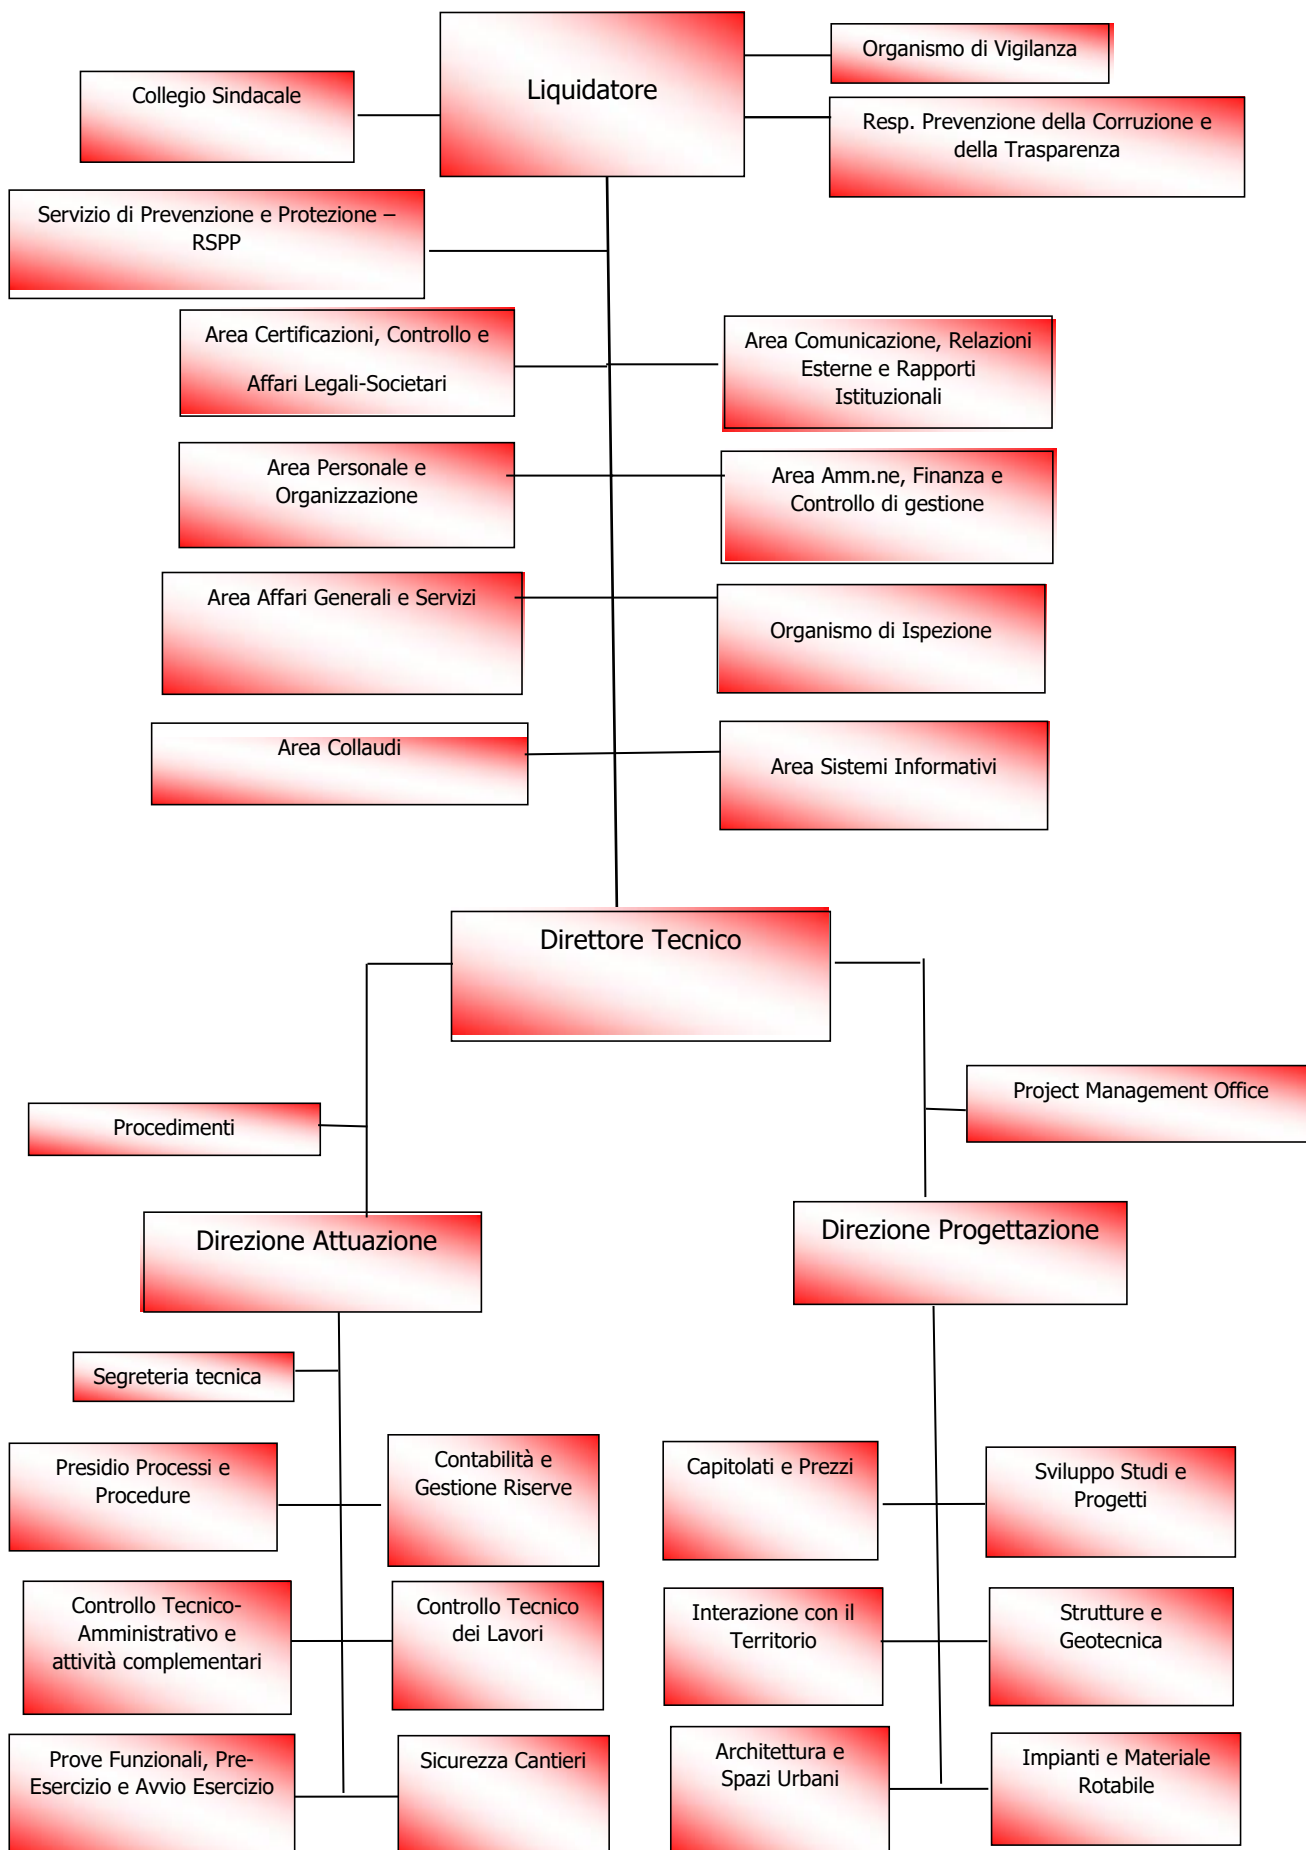 Liquidatore
Organismo di Vigilanza
Collegio Sindacale
Resp. Prevenzione della Corruzione e
della Trasparenza
Servizio di Prevenzione e Protezione –
RSPP
Area Certificazioni, Controllo e
Affari Legali-Societari
Area Comunicazione, Relazioni
Esterne e Rapporti
Istituzionali
Area Personale e
Organizzazione
Area Amm.ne, Finanza e
Controllo di gestione
Area Affari Generali e Servizi
Organismo di Ispezione
Area Collaudi
Area Sistemi Informativi
Direttore Tecnico
Project Management Office
Procedimenti
Direzione Attuazione
Direzione Progettazione
Segreteria tecnica
Presidio Processi e
Procedure
Contabilità e
Gestione Riserve
Capitolati e Prezzi
Sviluppo Studi e
Progetti
Controllo Tecnico-
Amministrativo e
attività complementari
Controllo Tecnico
dei Lavori
Interazione con il
Territorio
Strutture e
Geotecnica
Prove Funzionali, Pre-
Esercizio e Avvio Esercizio
Sicurezza Cantieri
Architettura e
Spazi Urbani
Impianti e Materiale
Rotabile